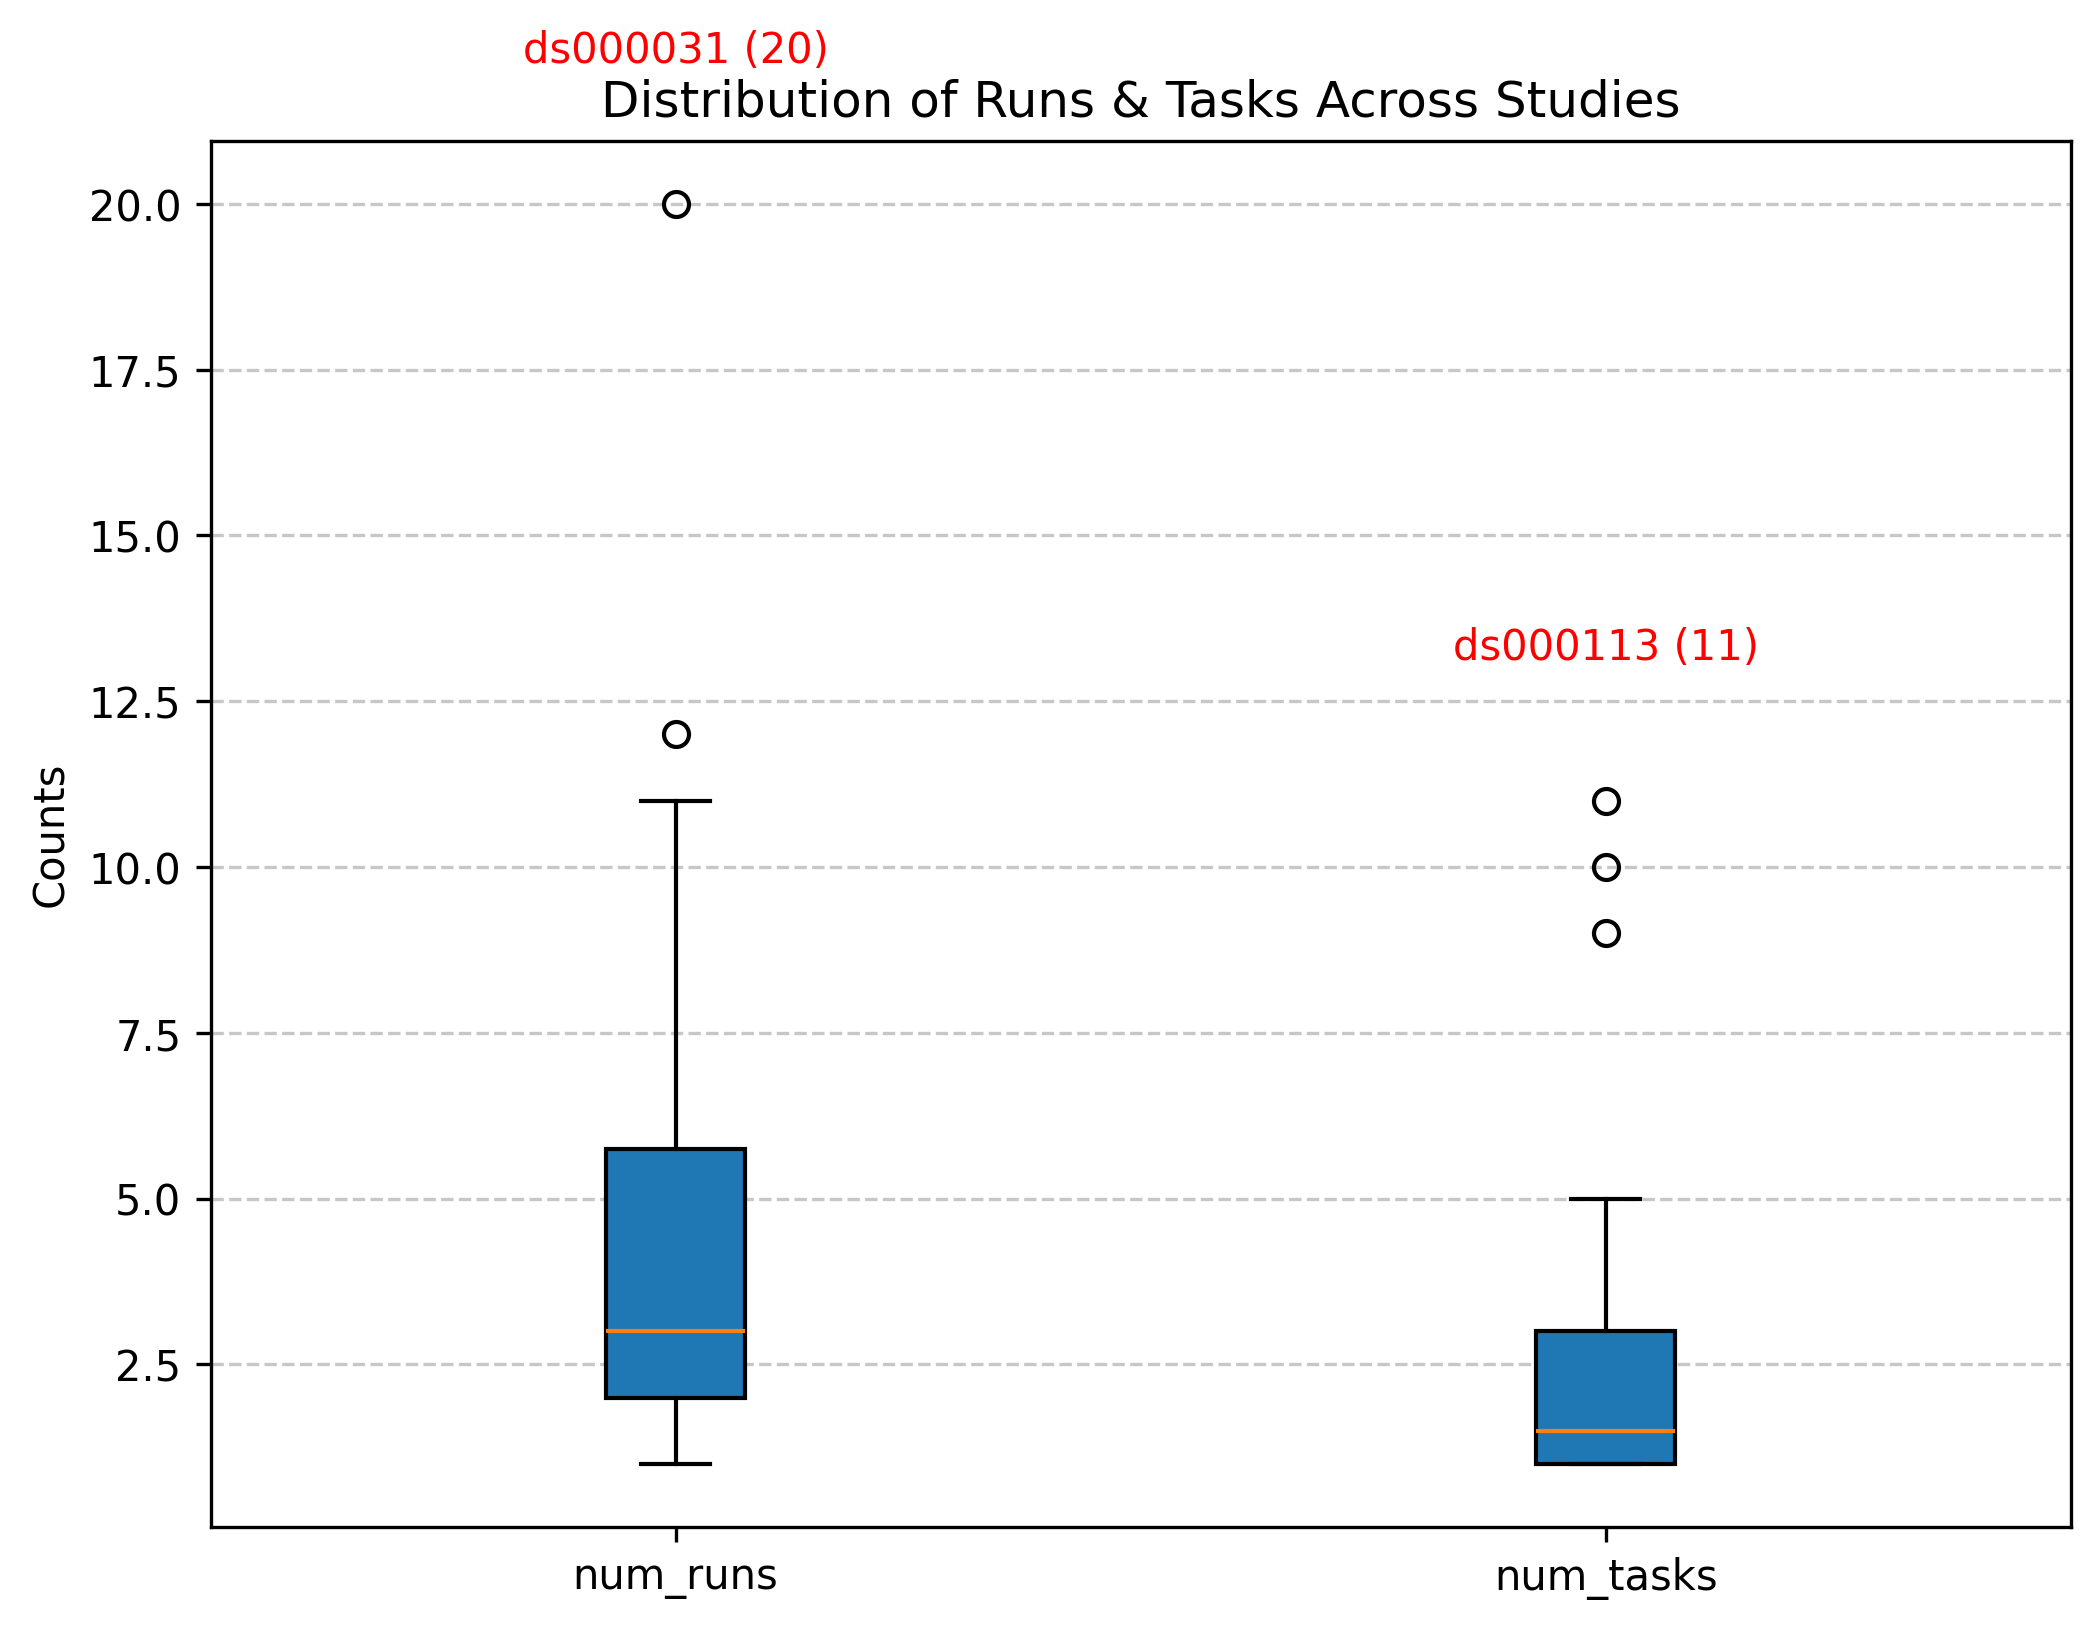 ds000031 (20)
Distribution of Runs & Tasks Across Studies
20.0
17.5
15.0
ds000113 (11)
12.5
10.0
7.5
5.0
2.5
Counts
num_runs
num_tasks